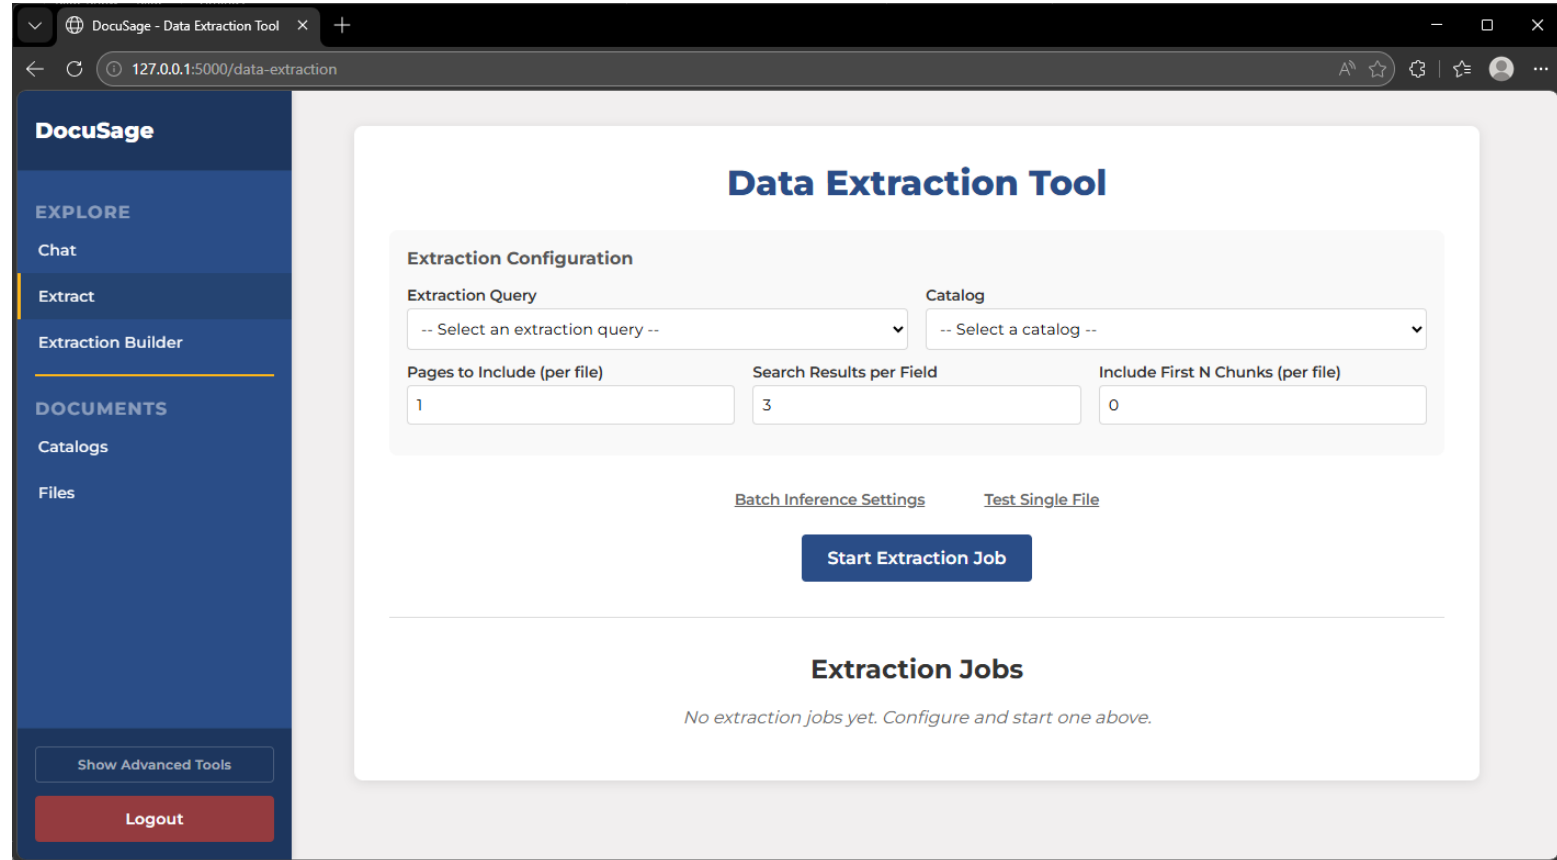 DocuSage - Data Extraction Tool
127.0.0.1:5000/data-extraction
DocuSage
EXPLORE
Chat
Extract
Extraction Builder
DOCUMENTS
Catalogs
Files
Show Advanced Tools
Logout
Data Extraction Tool
Extraction Configuration
Extraction Query
Catalog
-- Select an extraction query --
-- Select a catalog --
Pages to Include (per file)
Search Results per Field
Include First N Chunks (per file)
1
3
0
Batch Inference Settings
Test Single File
Start Extraction Job
Extraction Jobs
No extraction jobs yet. Configure and start one above.